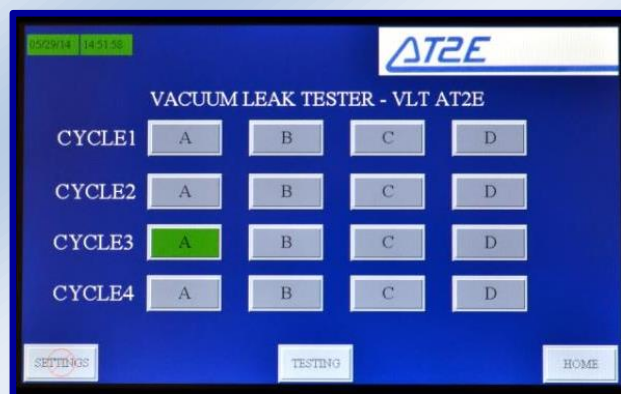 05/29/14 14:51:58
AT2E
VACUUM LEAK TESTER - VLT AT2E
CYCLE1 A B C D
CYCLE2 A B C D
CYCLE3 A B C D
CYCLE4 A B C D
SETTINGS TESTING HOME